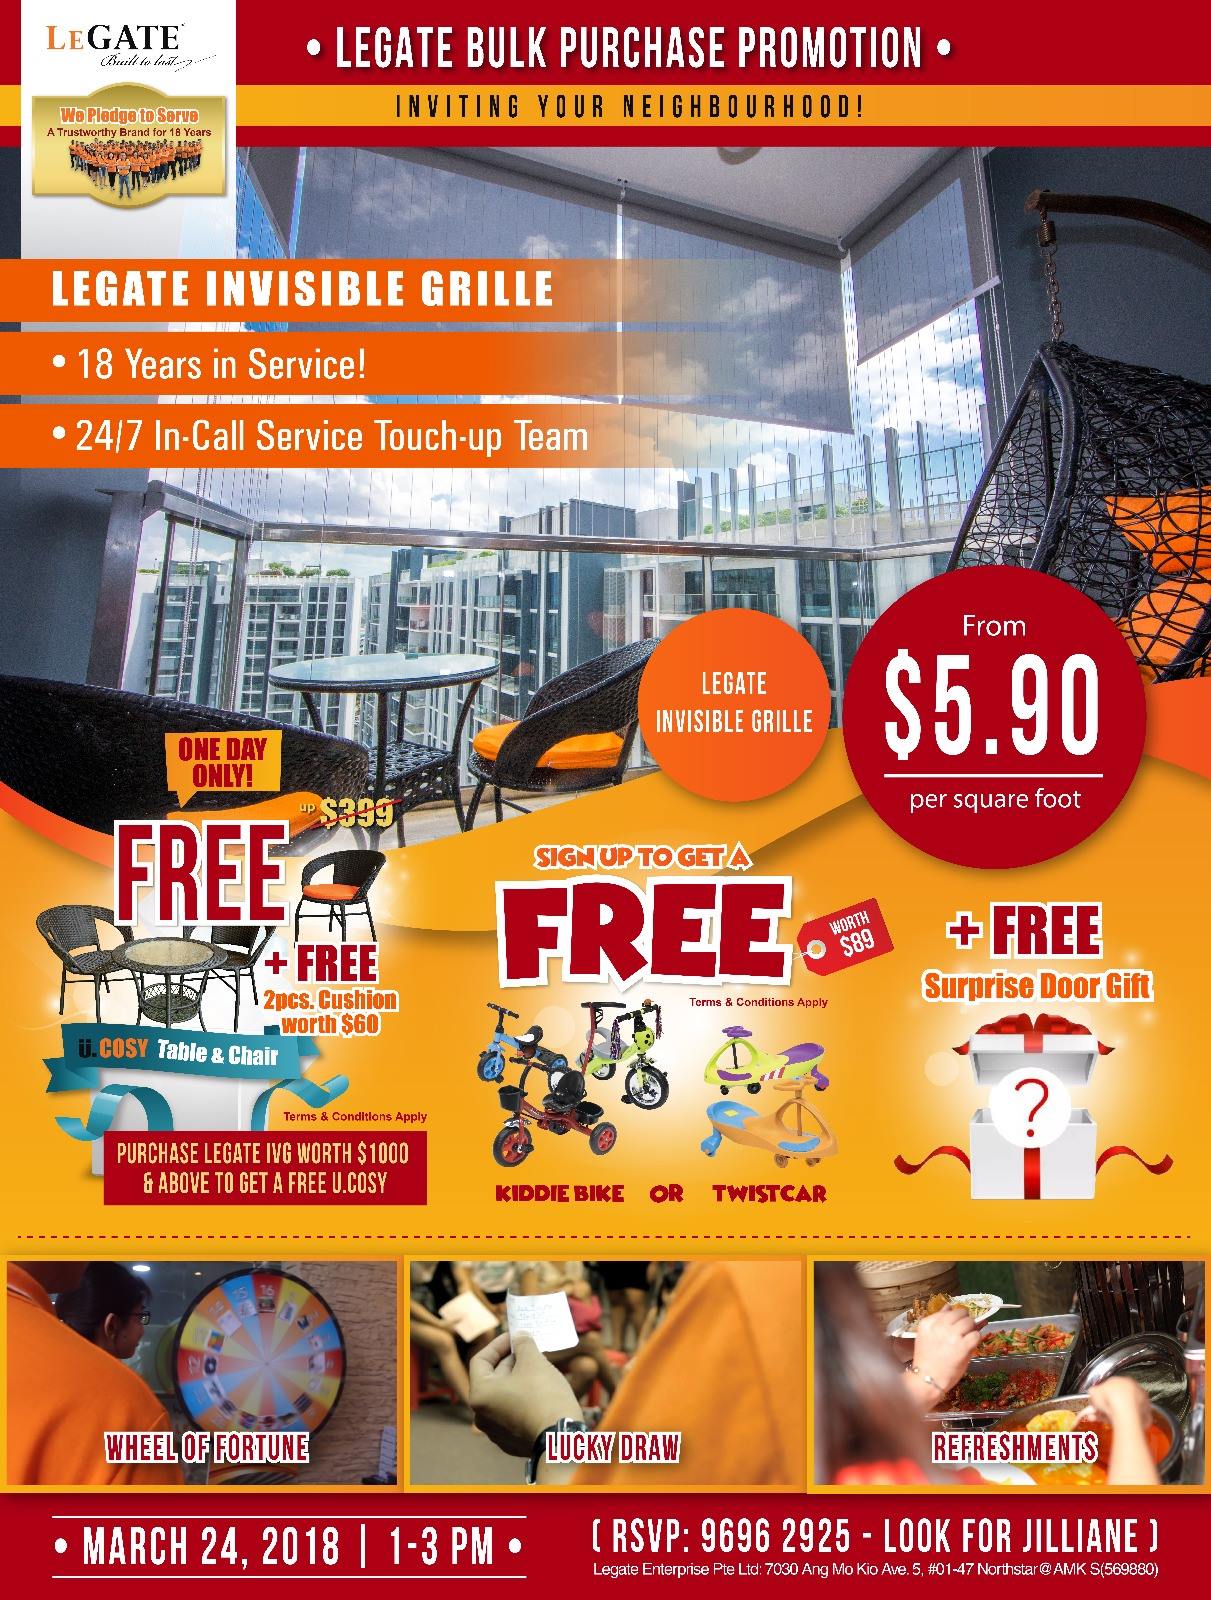 LEGATE
Built to last
We Pledge to Serve
A Trustworthy Brand for 18 Years
• LEGATE BULK PURCHASE PROMOTION •
INVITING YOUR NEIGHBOURHOOD!
LEGATE INVISIBLE GRILLE
• 18 Years in Service!
• 24/7 In-Call Service Touch-up Team
LEGATE
INVISIBLE GRILLE
From
$5.90
per square foot
ONE DAY
ONLY!
up $399
FREE
+ FREE
2pcs. Cushion
worth $60
Ü.COSY Table & Chair
Terms & Conditions Apply
PURCHASE LEGATE IVG WORTH $1000
& ABOVE TO GET A FREE U.COSY
SIGN UP TO GET A
FREE
WORTH
$89
Terms & Conditions Apply
KIDDIE BIKE OR TWISTCAR
+ FREE
Surprise Door Gift
?
WHEEL OF FORTUNE
LUCKY DRAW
REFRESHMENTS
• MARCH 24, 2018 | 1-3 PM •
( RSVP: 9696 2925 - LOOK FOR JILLIANE )
Legate Enterprise Pte Ltd: 7030 Ang Mo Kio Ave. 5, #01-47 Northstar@AMK S(569880)